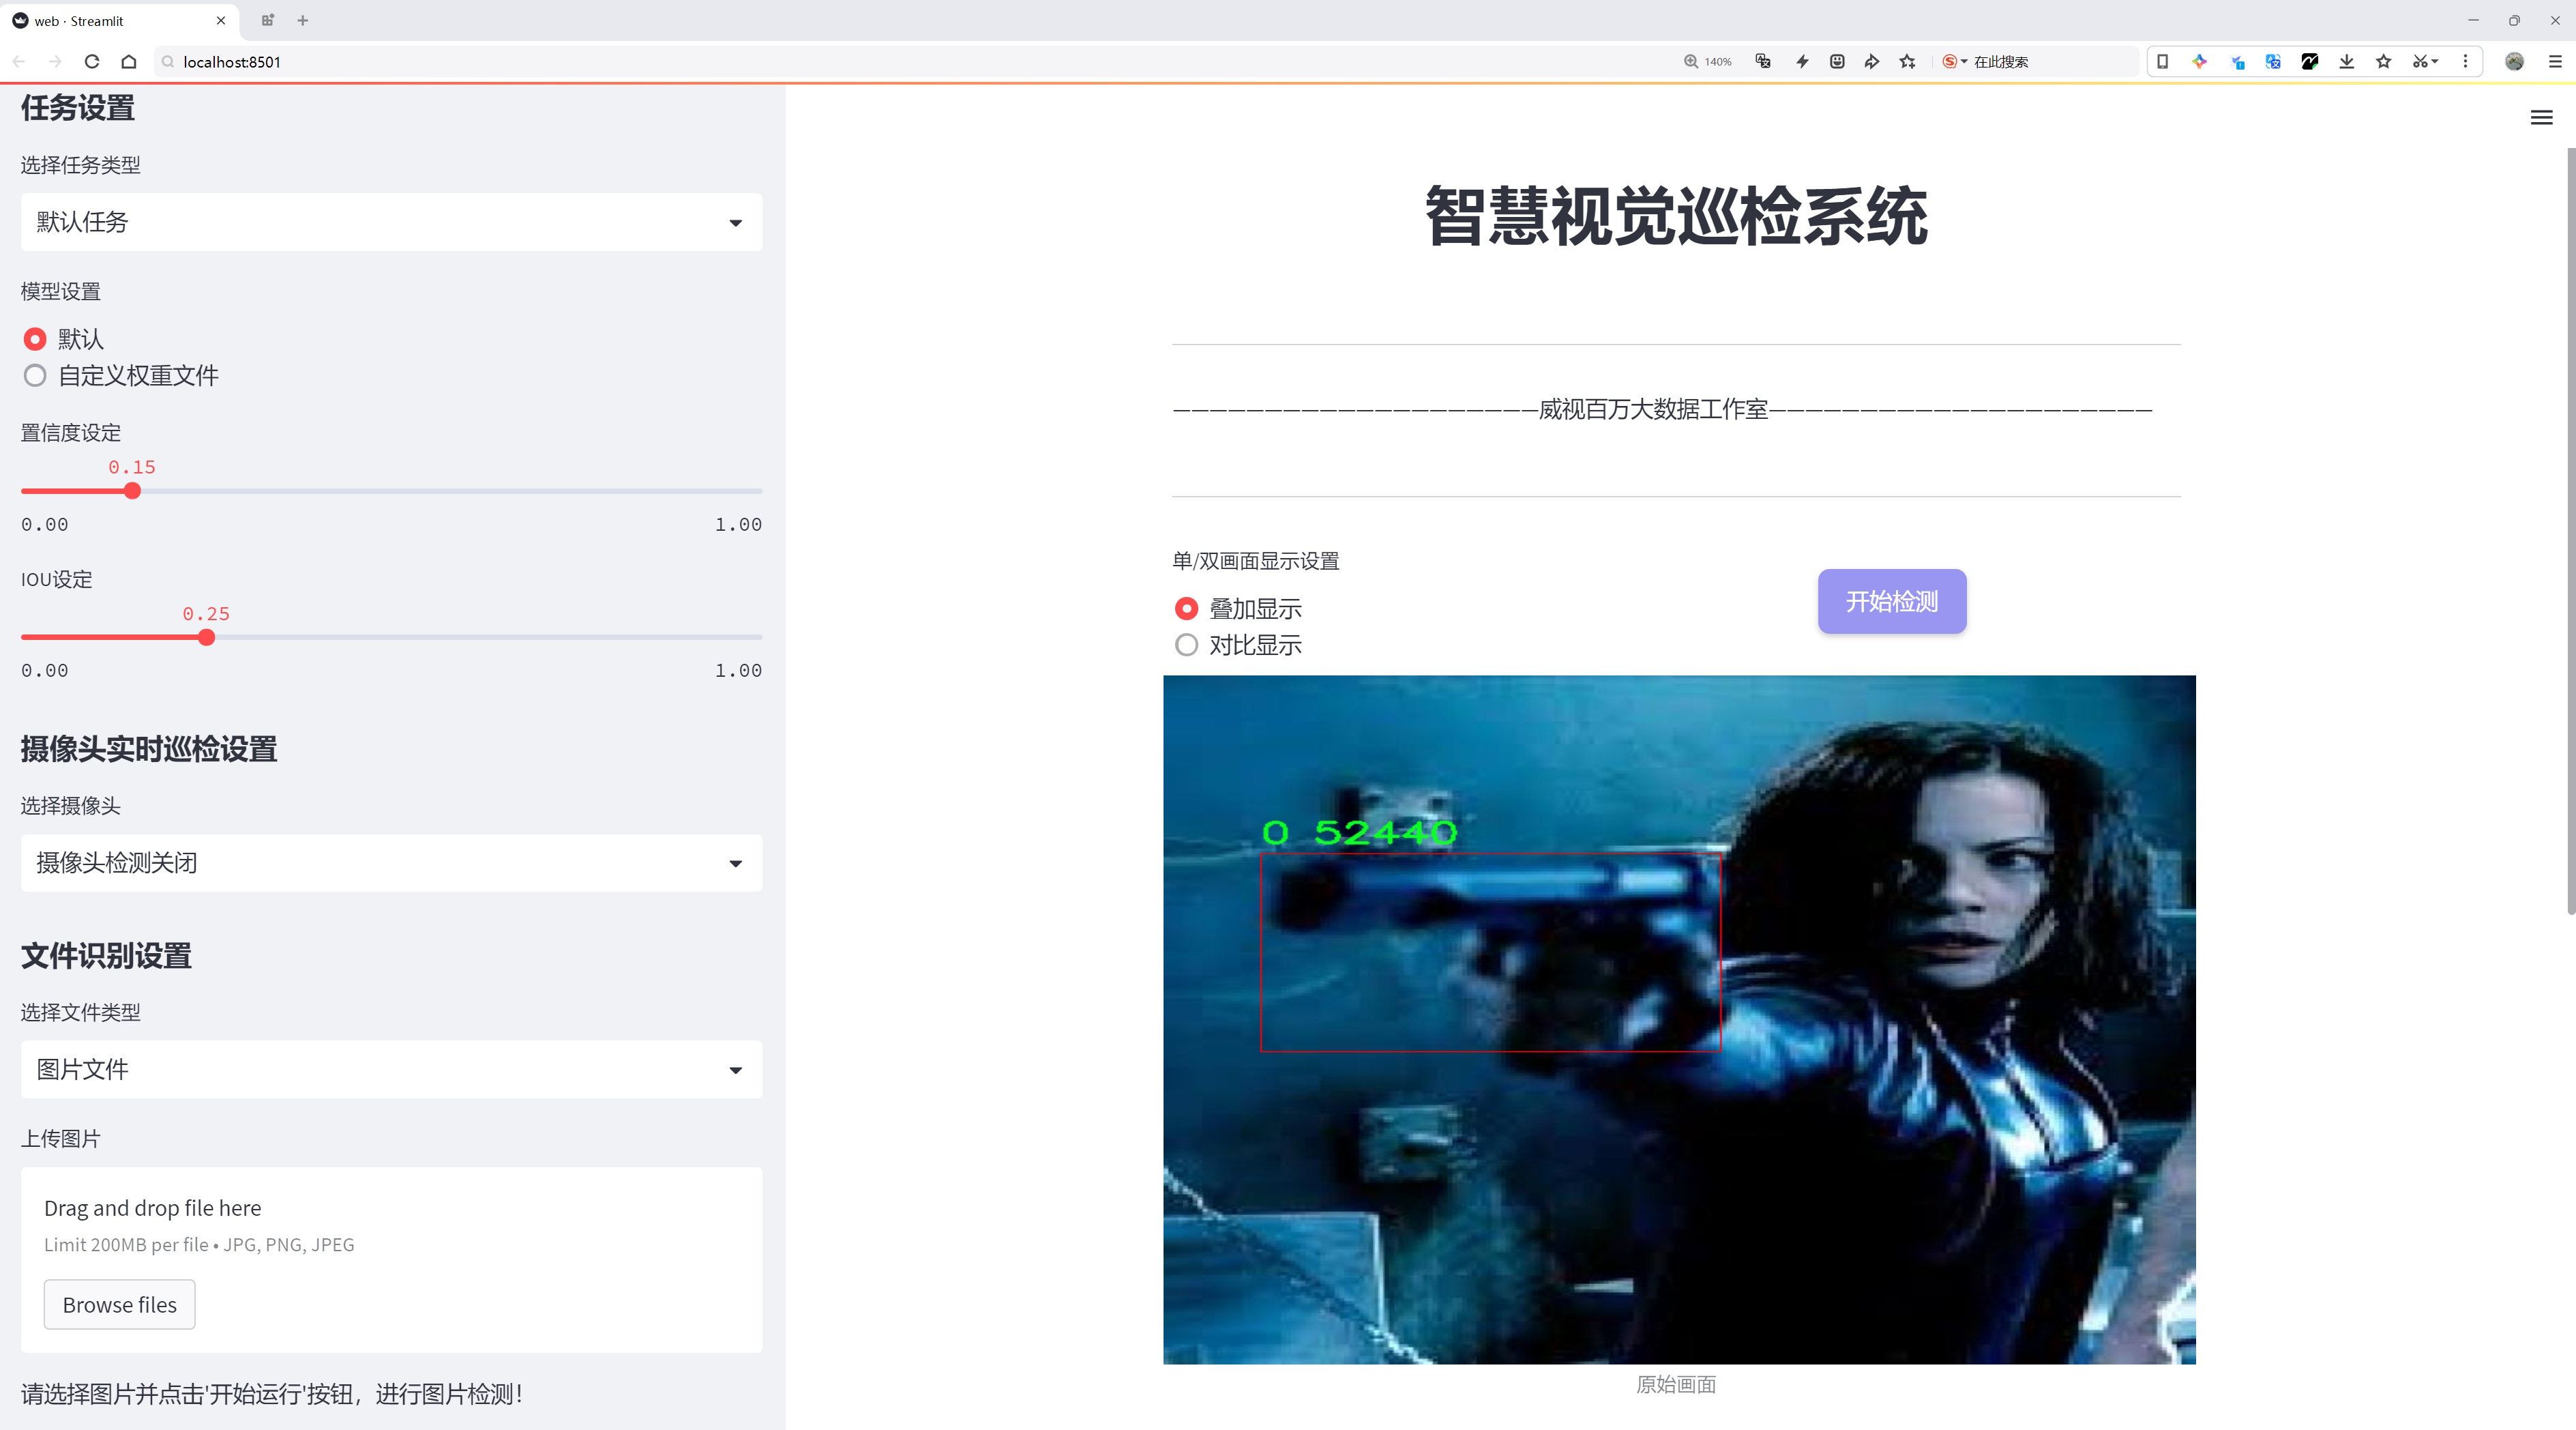 web · Streamlit
localhost:8501
140%
在此搜索
任务设置
选择任务类型
默认任务
模型设置
默认
自定义权重文件
置信度设定
0.15
0.00
1.00
IOU设定
0.25
0.00
1.00
摄像头实时巡检设置
选择摄像头
摄像头检测关闭
文件识别设置
选择文件类型
图片文件
上传图片
Drag and drop file here
Limit 200MB per file • JPG, PNG, JPEG
Browse files
请选择图片并点击'开始运行'按钮，进行图片检测！
智慧视觉巡检系统
————————————————————威视百万大数据工作室—————————————————————
单/双画面显示设置
叠加显示
对比显示
开始检测
0 52440
原始画面